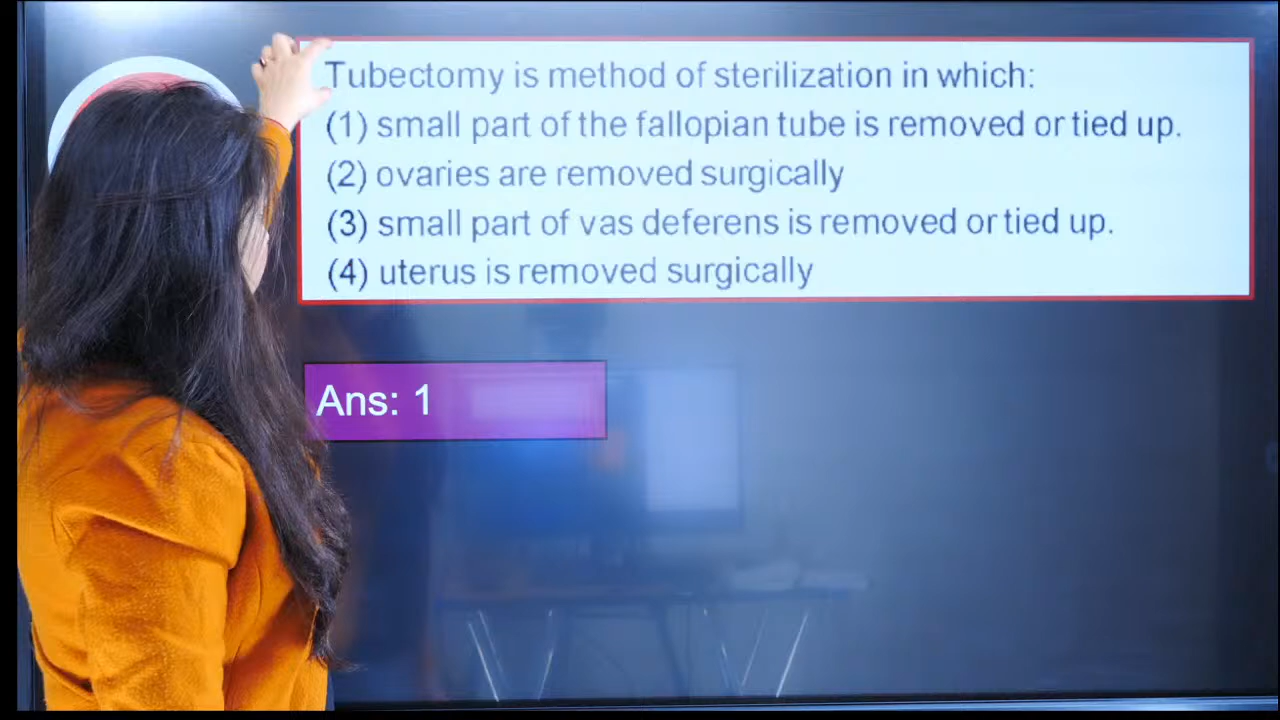 Tubectomy is method of sterilization in which:
(1) small part of the fallopian tube is removed or tied up.
(2) ovaries are removed surgically
(3) small part of vas deferens is removed or tied up.
(4) uterus is removed surgically
Ans: 1